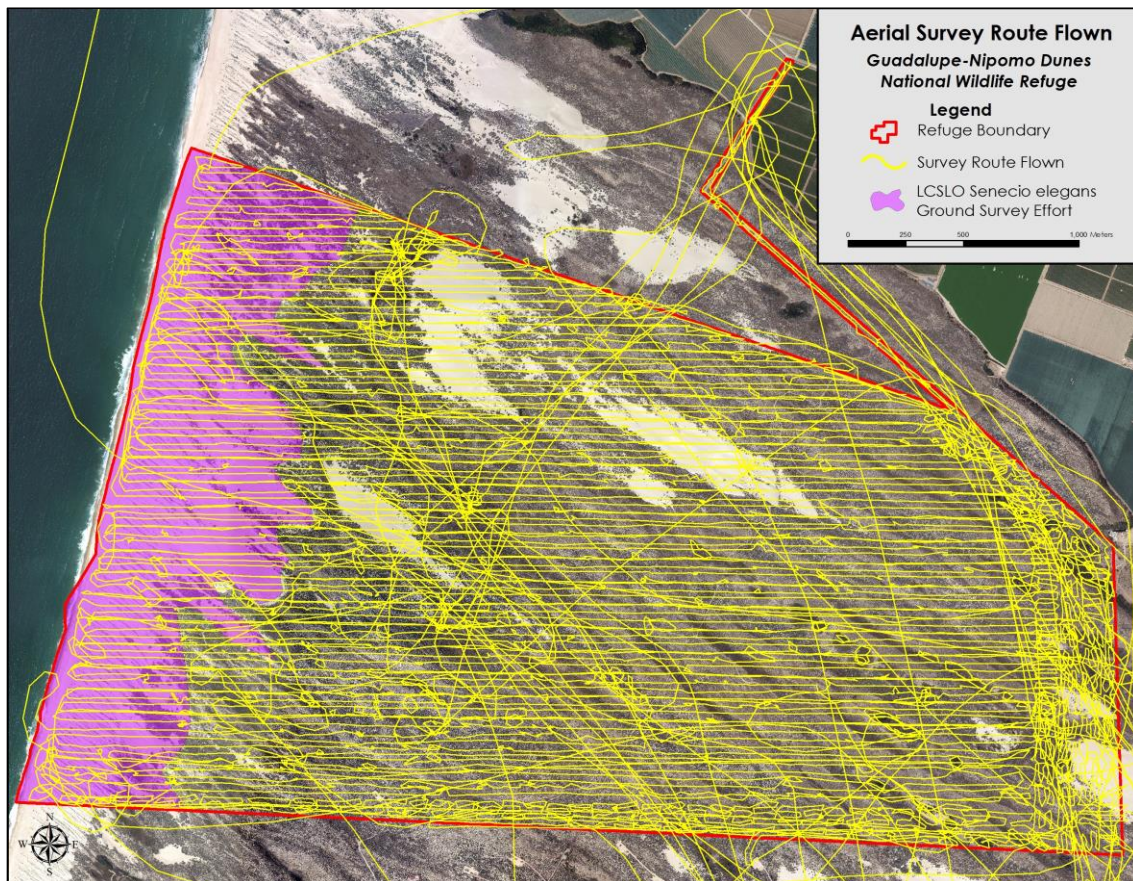 Aerial Survey Route Flown
Guadalupe-Nipomo Dunes
National Wildlife Refuge
Legend
Refuge Boundary
Survey Route Flown
LCSLO Senecio elegans
Ground Survey Effort
0 250 500 1,000 Meters
N
W E
S